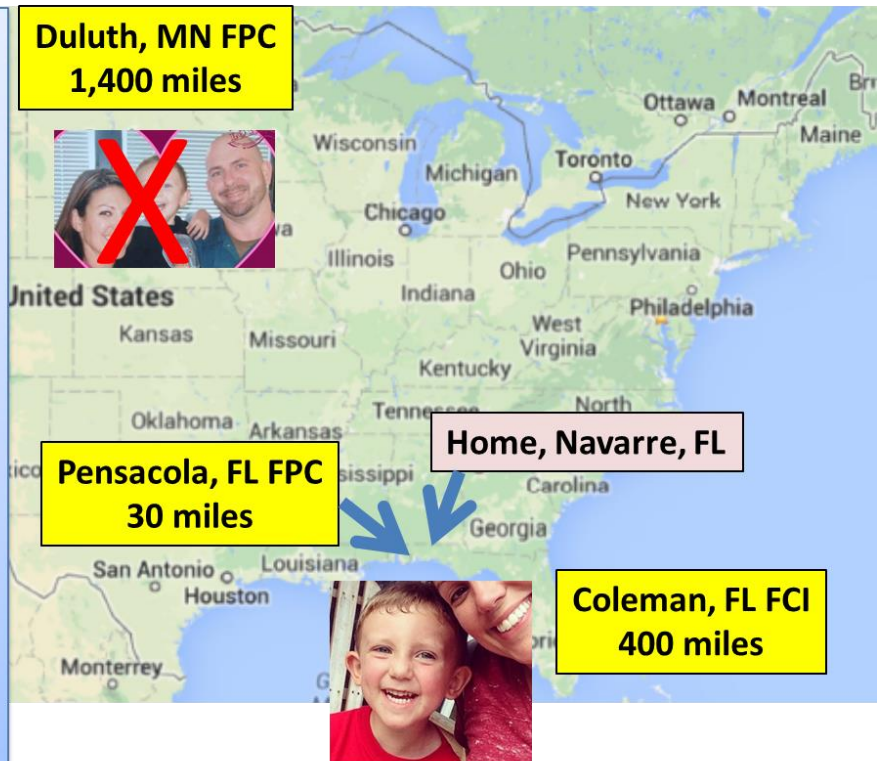 Duluth, MN FPC
1,400 miles
Ottawa
Montreal
Maine
Wisconsin
Michigan
Toronto
New York
Chicago
Illinois
Indiana
Ohio
Pennsylvania
Philadelphia
United States
Kansas
Missouri
West
Virginia
Kentucky
Oklahoma
Arkansas
North
Home, Navarre, FL
Pensacola, FL FPC
30 miles
Carolina
Georgia
San Antonio
Louisiana
Houston
Coleman, FL FCI
400 miles
Monterrey